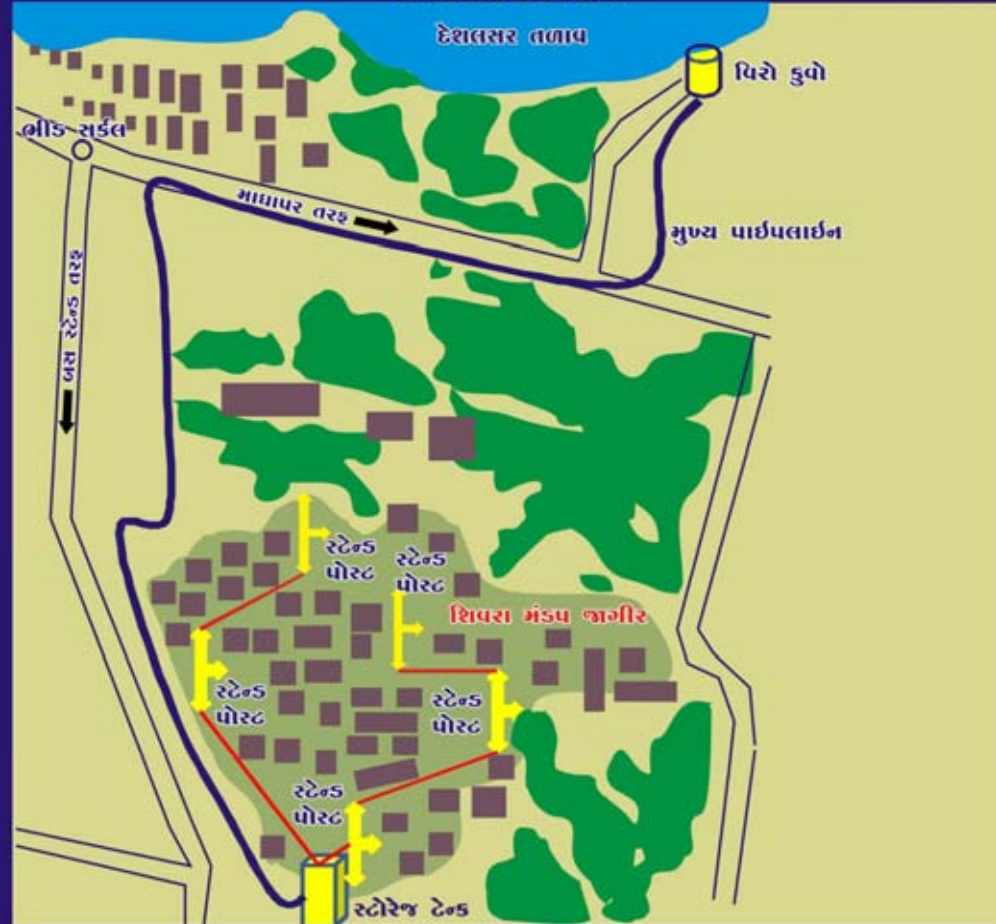 દેશલસર તળાવ
વિરો કુવો
ભીડ સર્કલ
માધાપર તરફ
મુખ્ય પાઈપલાઈન
બસ સ્ટેન્ડ તરફ
સ્ટેન્ડ
પોસ્ટ
સ્ટેન્ડ
પોસ્ટ
શિવરા મંડપ જાગીર
સ્ટેન્ડ
પોસ્ટ
સ્ટેન્ડ
પોસ્ટ
સ્ટેન્ડ
પોસ્ટ
સ્ટોરેજ ટેન્ક